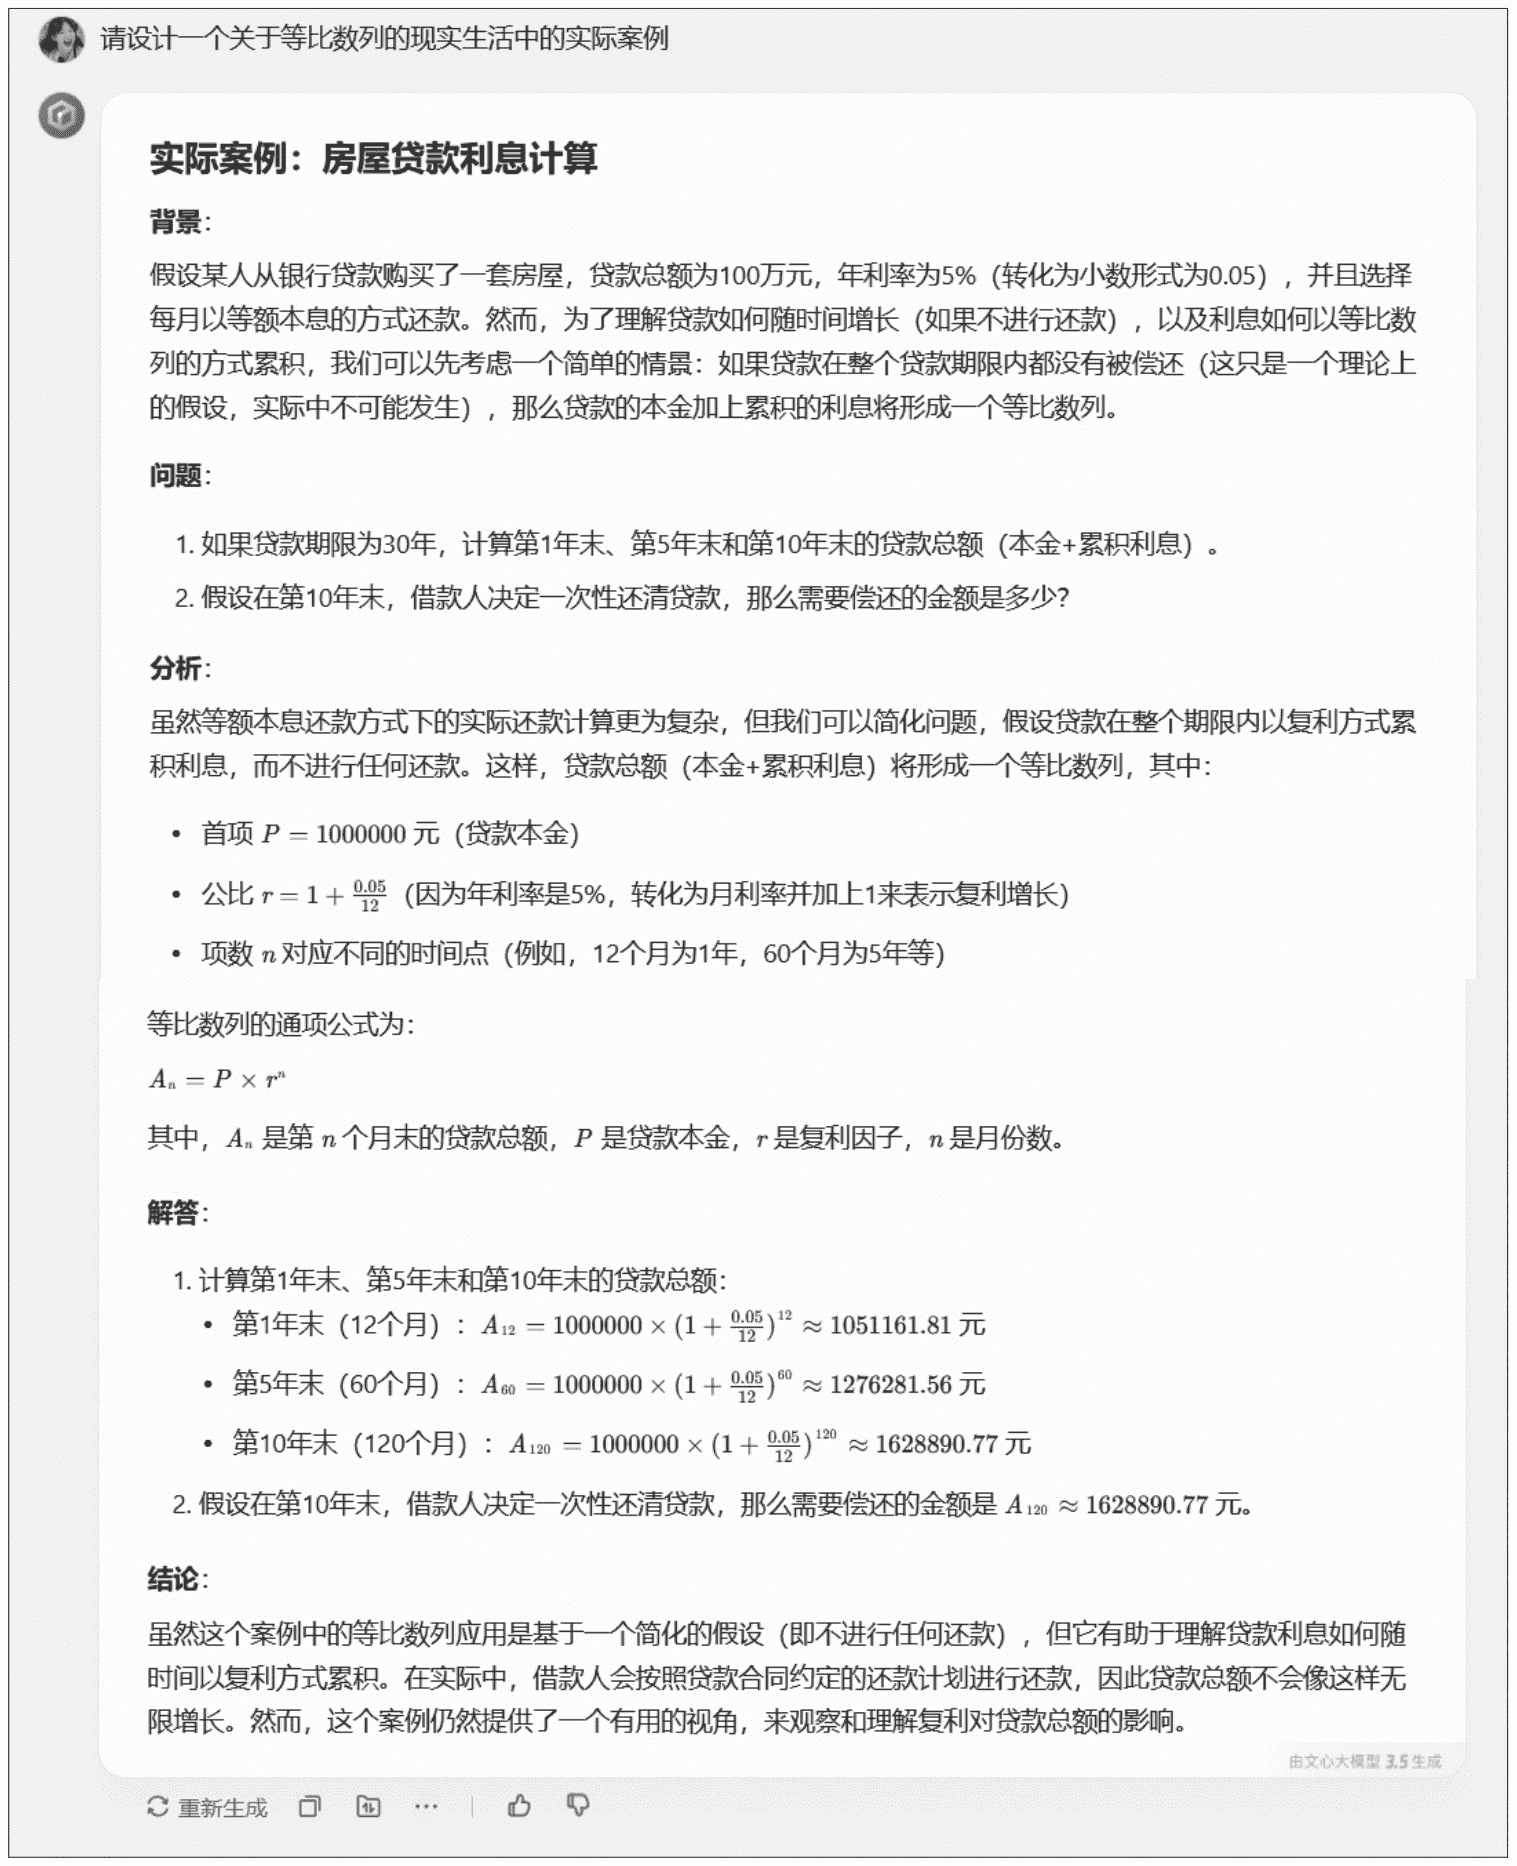 请设计一个关于等比数列的现实生活中的实际案例
实际案例：房屋贷款利息计算
背景：
假设某人从银行贷款购买了一套房屋，贷款总额为100万元，年利率为5%（转化为小数形式为0.05），并且选择
每月以等额本息的方式还款。然而，为了理解贷款如何随时间增长（如果不进行还款），以及利息如何以等比数
列的方式累积，我们可以先考虑一个简单的情景：如果贷款在整个贷款期限内都没有被偿还（这只是一个理论上
的假设，实际中不可能发生），那么贷款的本金加上累积的利息将形成一个等比数列。
问题：
1. 如果贷款期限为30年，计算第1年末、第5年末和第10年末的贷款总额（本金+累积利息）。
2. 假设在第10年末，借款人决定一次性还清贷款，那么需要偿还的金额是多少？
分析：
虽然等额本息还款方式下的实际还款计算更为复杂，但我们可以简化问题，假设贷款在整个期限内以复利方式累
积利息，而不进行任何还款。这样，贷款总额（本金+累积利息）将形成一个等比数列，其中：
• 首项 P = 1000000 元（贷款本金）
• 公比 r = 1 + 0.05/12（因为年利率是5%，转化为月利率并加上1来表示复利增长）
• 项数 n 对应不同的时间点（例如，12个月为1年，60个月为5年等）
等比数列的通项公式为：
Aₙ = P × rⁿ
其中，Aₙ 是第 n 个月末的贷款总额，P 是贷款本金，r 是复利因子，n 是月份数。
解答：
1. 计算第1年末、第5年末和第10年末的贷款总额：
• 第1年末（12个月）：A₁₂ = 1000000 × (1 + 0.05/12)¹² ≈ 1051161.81 元
• 第5年末（60个月）：A₆₀ = 1000000 × (1 + 0.05/12)⁶⁰ ≈ 1276281.56 元
• 第10年末（120个月）：A₁₂₀ = 1000000 × (1 + 0.05/12)¹²⁰ ≈ 1628890.77 元
2. 假设在第10年末，借款人决定一次性还清贷款，那么需要偿还的金额是 A₁₂₀ ≈ 1628890.77 元。
结论：
虽然这个案例中的等比数列应用是基于一个简化的假设（即不进行任何还款），但它有助于理解贷款利息如何随
时间以复利方式累积。在实际中，借款人会按照贷款合同约定的还款计划进行还款，因此贷款总额不会像这样无
限增长。然而，这个案例仍然提供了一个有用的视角，来观察和理解复利对贷款总额的影响。
由文心大模型 3.5 生成
重新生成